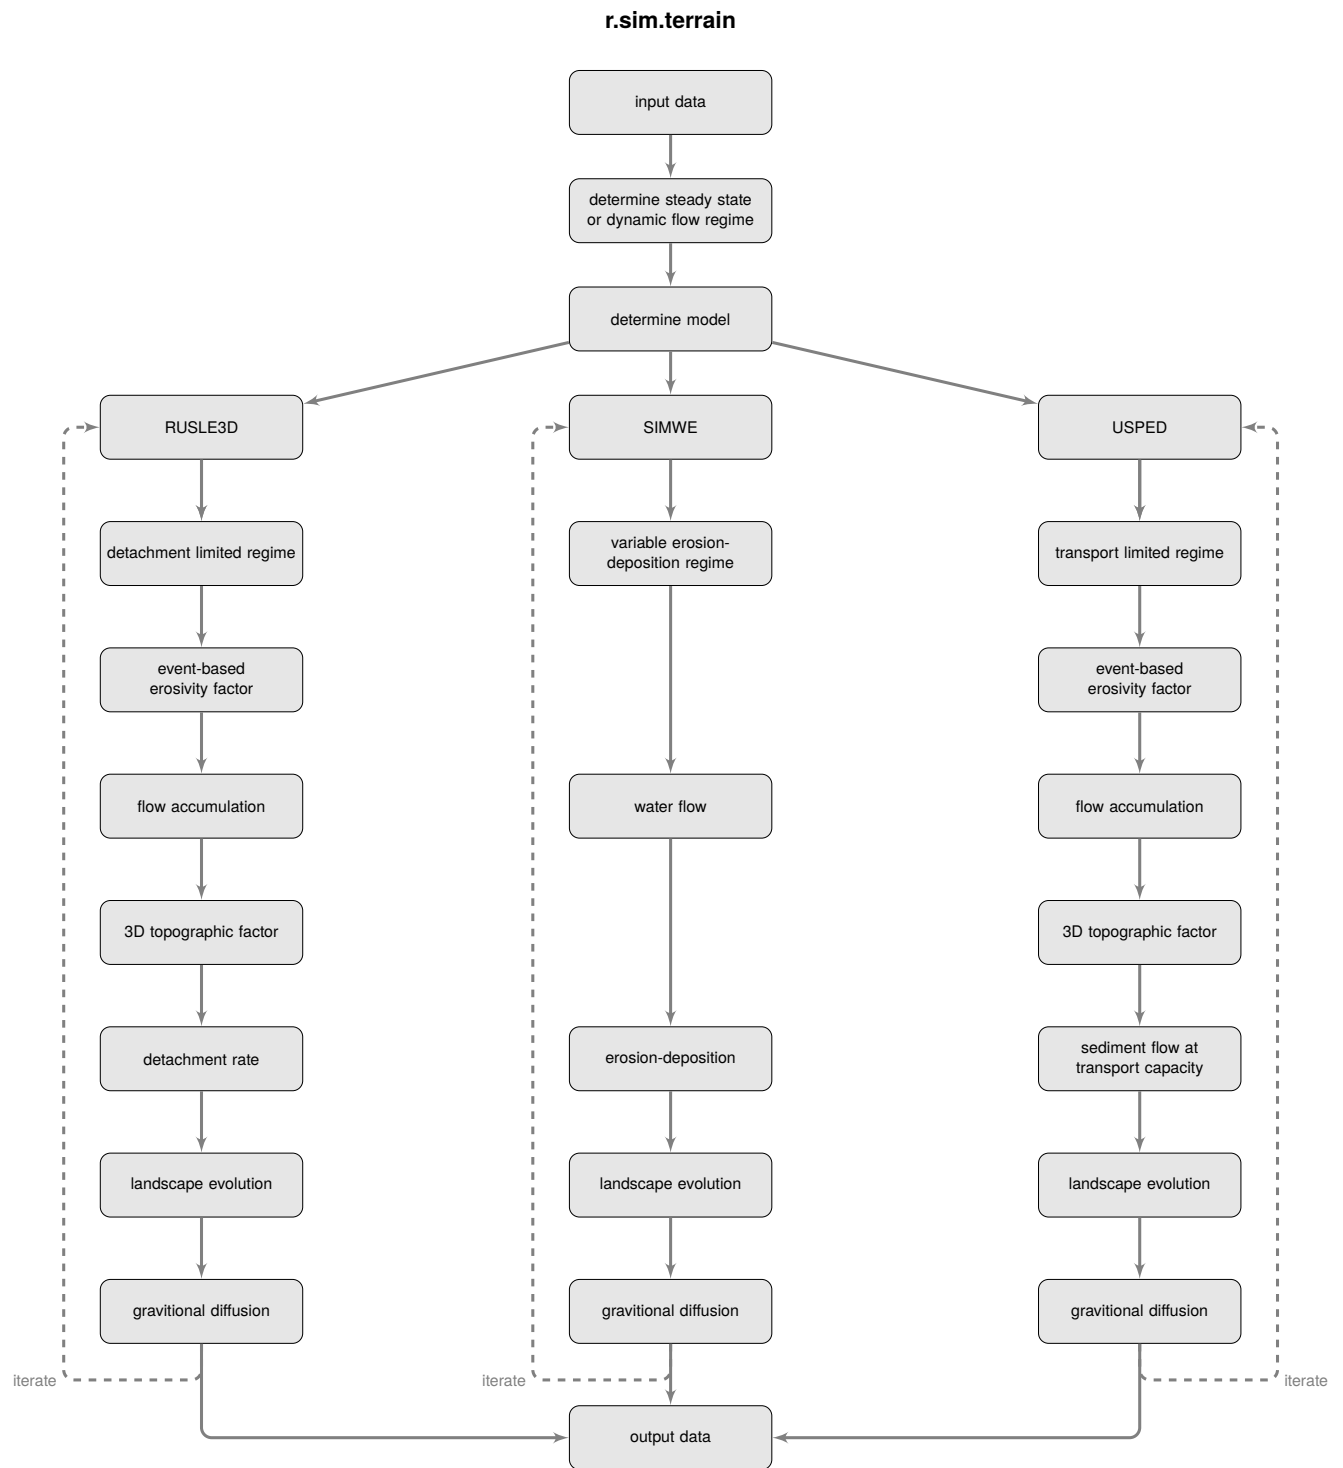 r.sim.terrain
input data
determine steady state
or dynamic flow regime
determine model
RUSLE3D
SIMWE
USPED
detachment limited regime
variable erosion-
deposition regime
transport limited regime
event-based
erosivity factor
event-based
erosivity factor
flow accumulation
water flow
flow accumulation
3D topographic factor
3D topographic factor
detachment rate
erosion-deposition
sediment flow at
transport capacity
landscape evolution
landscape evolution
landscape evolution
gravitional diffusion
gravitional diffusion
gravitional diffusion
iterate
iterate
iterate
output data